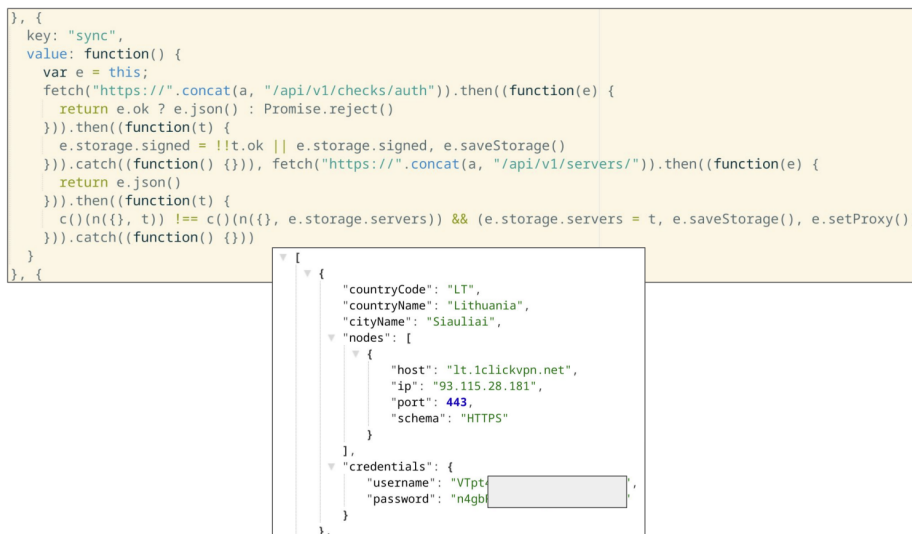 }, {
  key: "sync",
  value: function() {
    var e = this;
    fetch("https://".concat(a, "/api/v1/checks/auth")).then((function(e) {
      return e.ok ? e.json() : Promise.reject()
    })).then((function(t) {
      e.storage.signed = !!t.ok || e.storage.signed, e.saveStorage()
    })).catch((function() {})), fetch("https://".concat(a, "/api/v1/servers/")).then((function(e) {
      return e.json()
    })).then((function(t) {
      c()(n({}, t)) !== c()(n({}, e.storage.servers)) && (e.storage.servers = t, e.saveStorage(), e.setProxy()
    })).catch((function() {}))
  }
}, {
[
  {
    "countryCode": "LT",
    "countryName": "Lithuania",
    "cityName": "Siauliai",
    "nodes": [
      {
        "host": "lt.1clickvpn.net",
        "ip": "93.115.28.181",
        "port": 443,
        "schema": "HTTPS"
      }
    ],
    "credentials": {
      "username": "VTpt",
      "password": "n4gb"
    }
  },